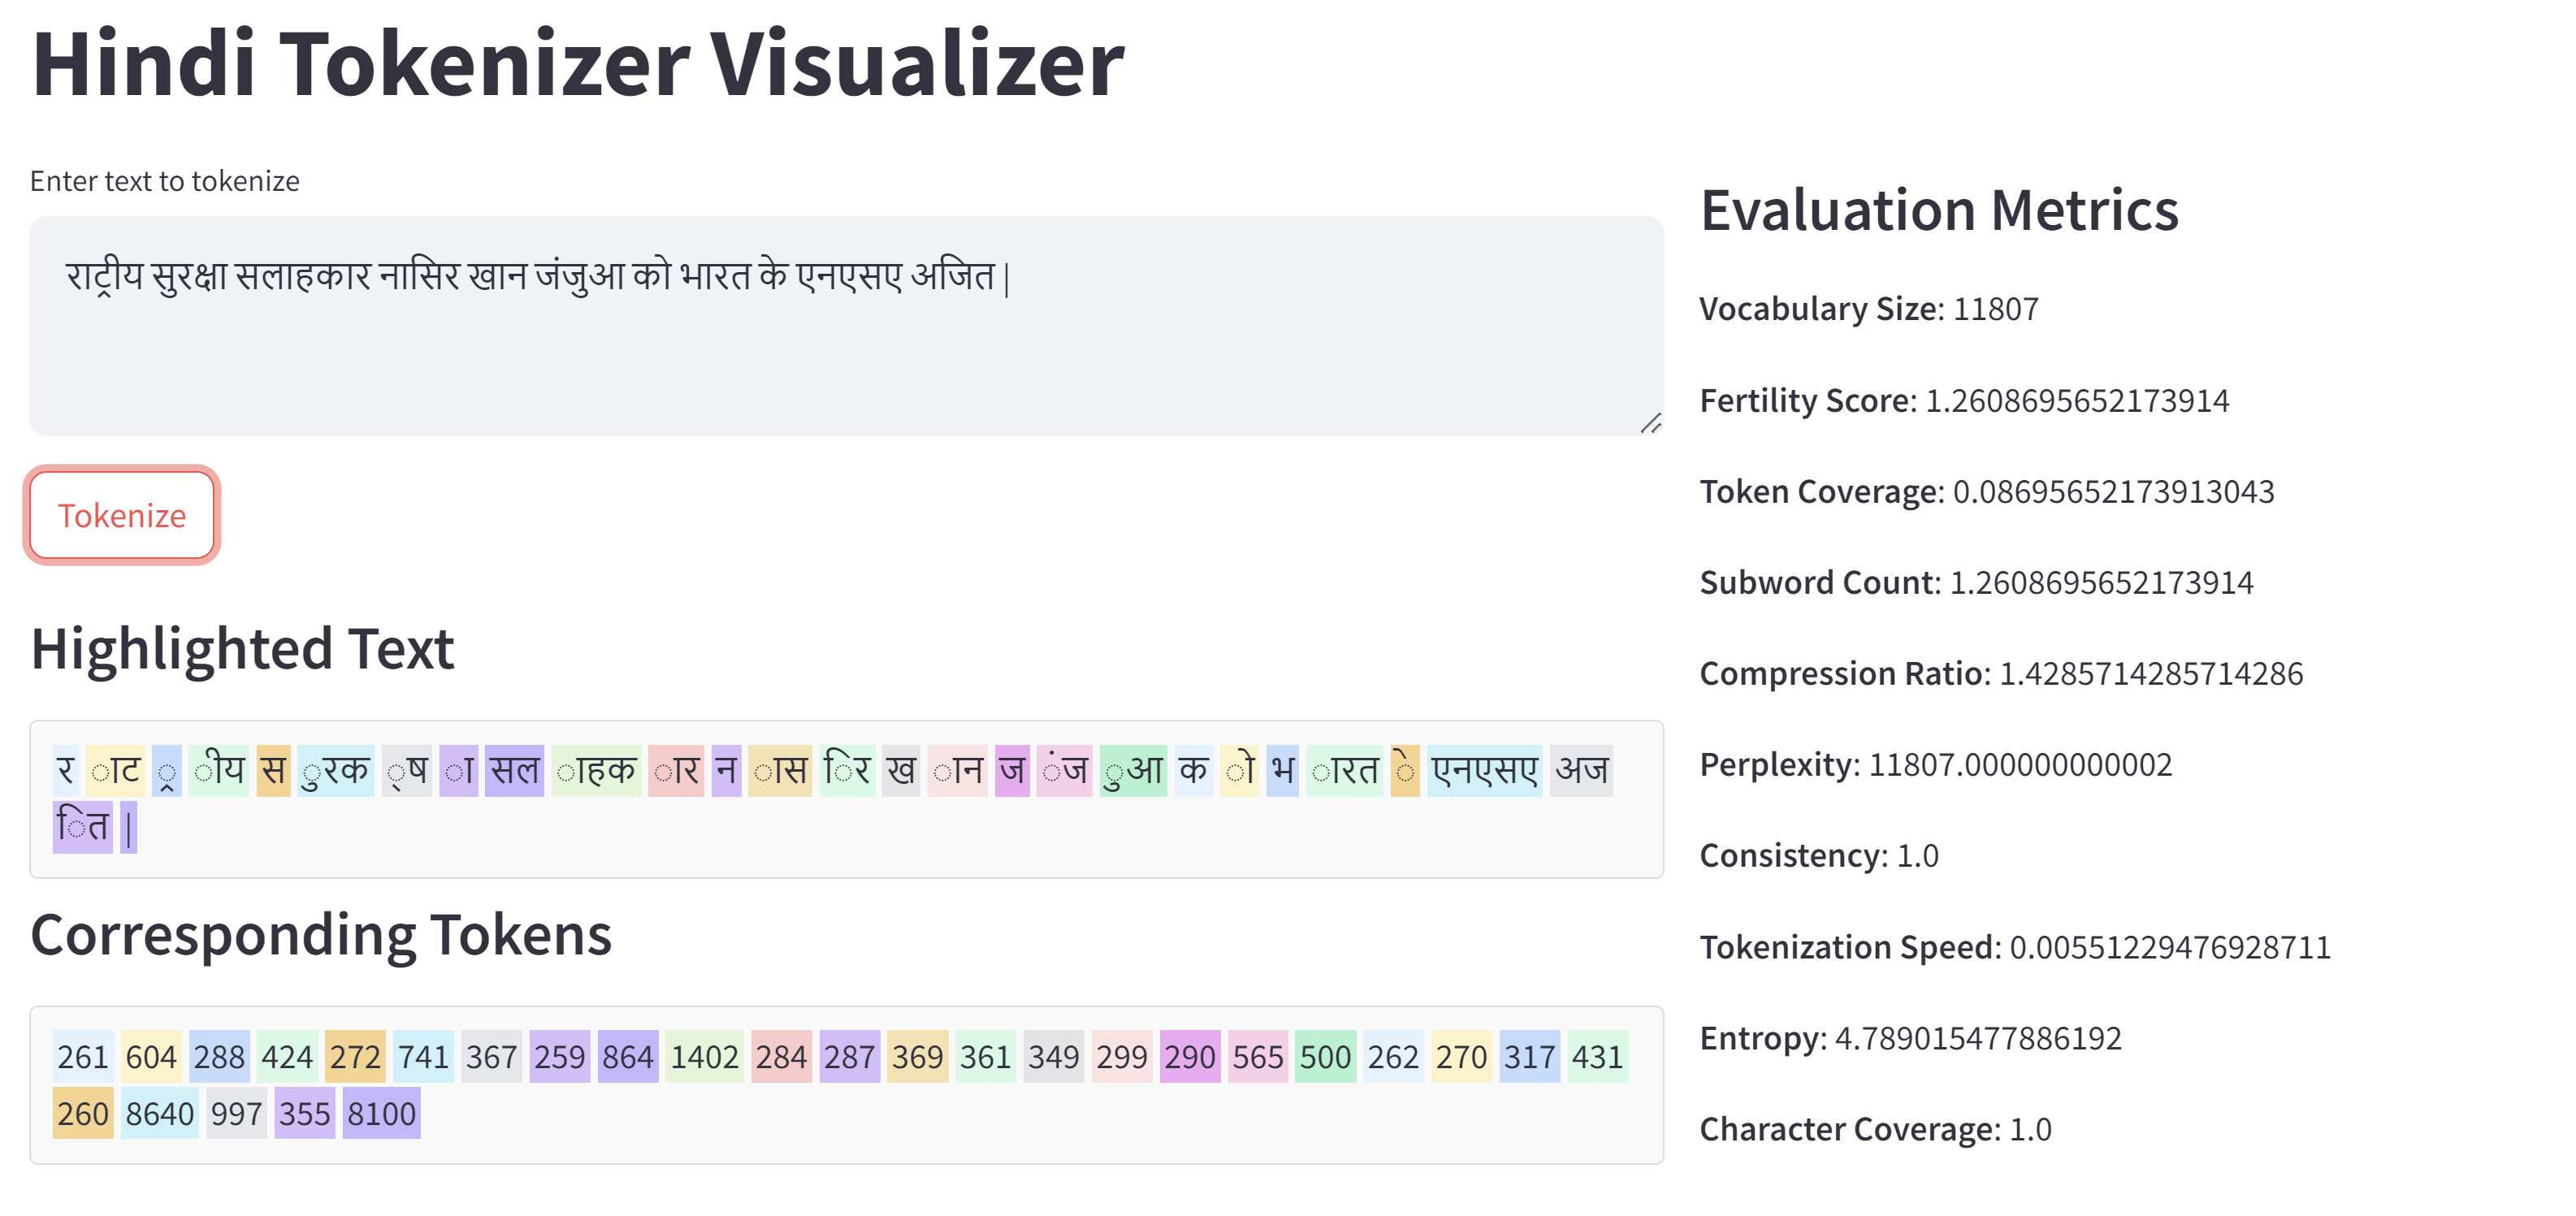 Hindi Tokenizer Visualizer
Enter text to tokenize
राट्रीय सुरक्षा सलाहकार नासिर खान जंजुआ को भारत के एनएसए अजित |
Tokenize
Highlighted Text
र ाट ्र ीय स ुरक ्ष ा सल ाहक ार न ास िर ख ान ज ंज ुआ क ो भ ारत े एनएसए अज
ित |
Corresponding Tokens
261 604 288 424 272 741 367 259 864 1402 284 287 369 361 349 299 290 565 500 262 270 317 431
260 8640 997 355 8100
Evaluation Metrics
Vocabulary Size: 11807
Fertility Score: 1.2608695652173914
Token Coverage: 0.08695652173913043
Subword Count: 1.2608695652173914
Compression Ratio: 1.4285714285714286
Perplexity: 11807.000000000002
Consistency: 1.0
Tokenization Speed: 0.00551229476928711
Entropy: 4.789015477886192
Character Coverage: 1.0